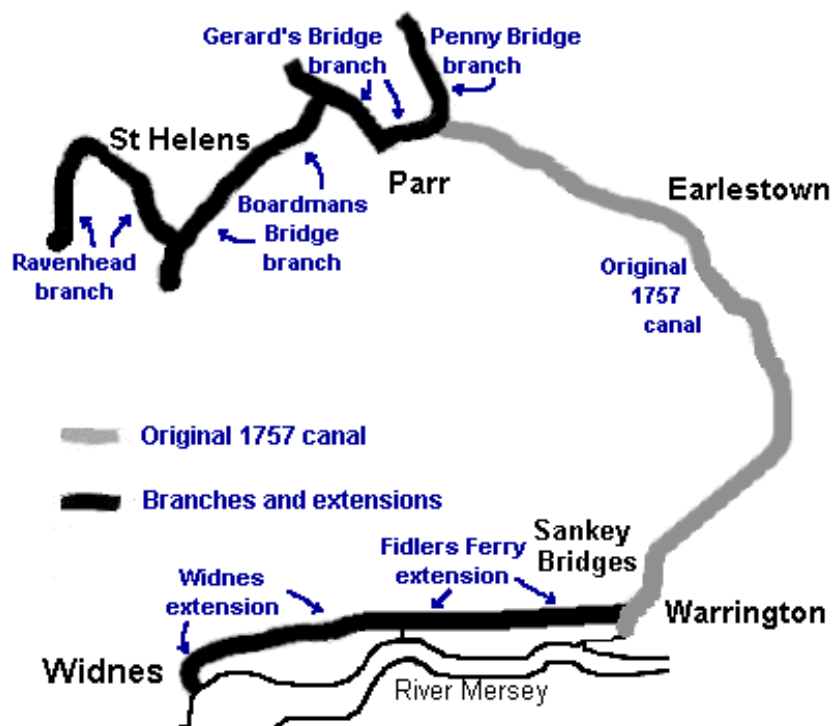 Gerard's Bridge
branch
Penny Bridge
branch
St Helens
Parr
Earlestown
Boardmans
Bridge
branch
Ravenhead
branch
Original
1757
canal
Original 1757 canal
Branches and extensions
Sankey
Bridges
Fidlers Ferry
extension
Widnes
extension
Warrington
Widnes
River Mersey